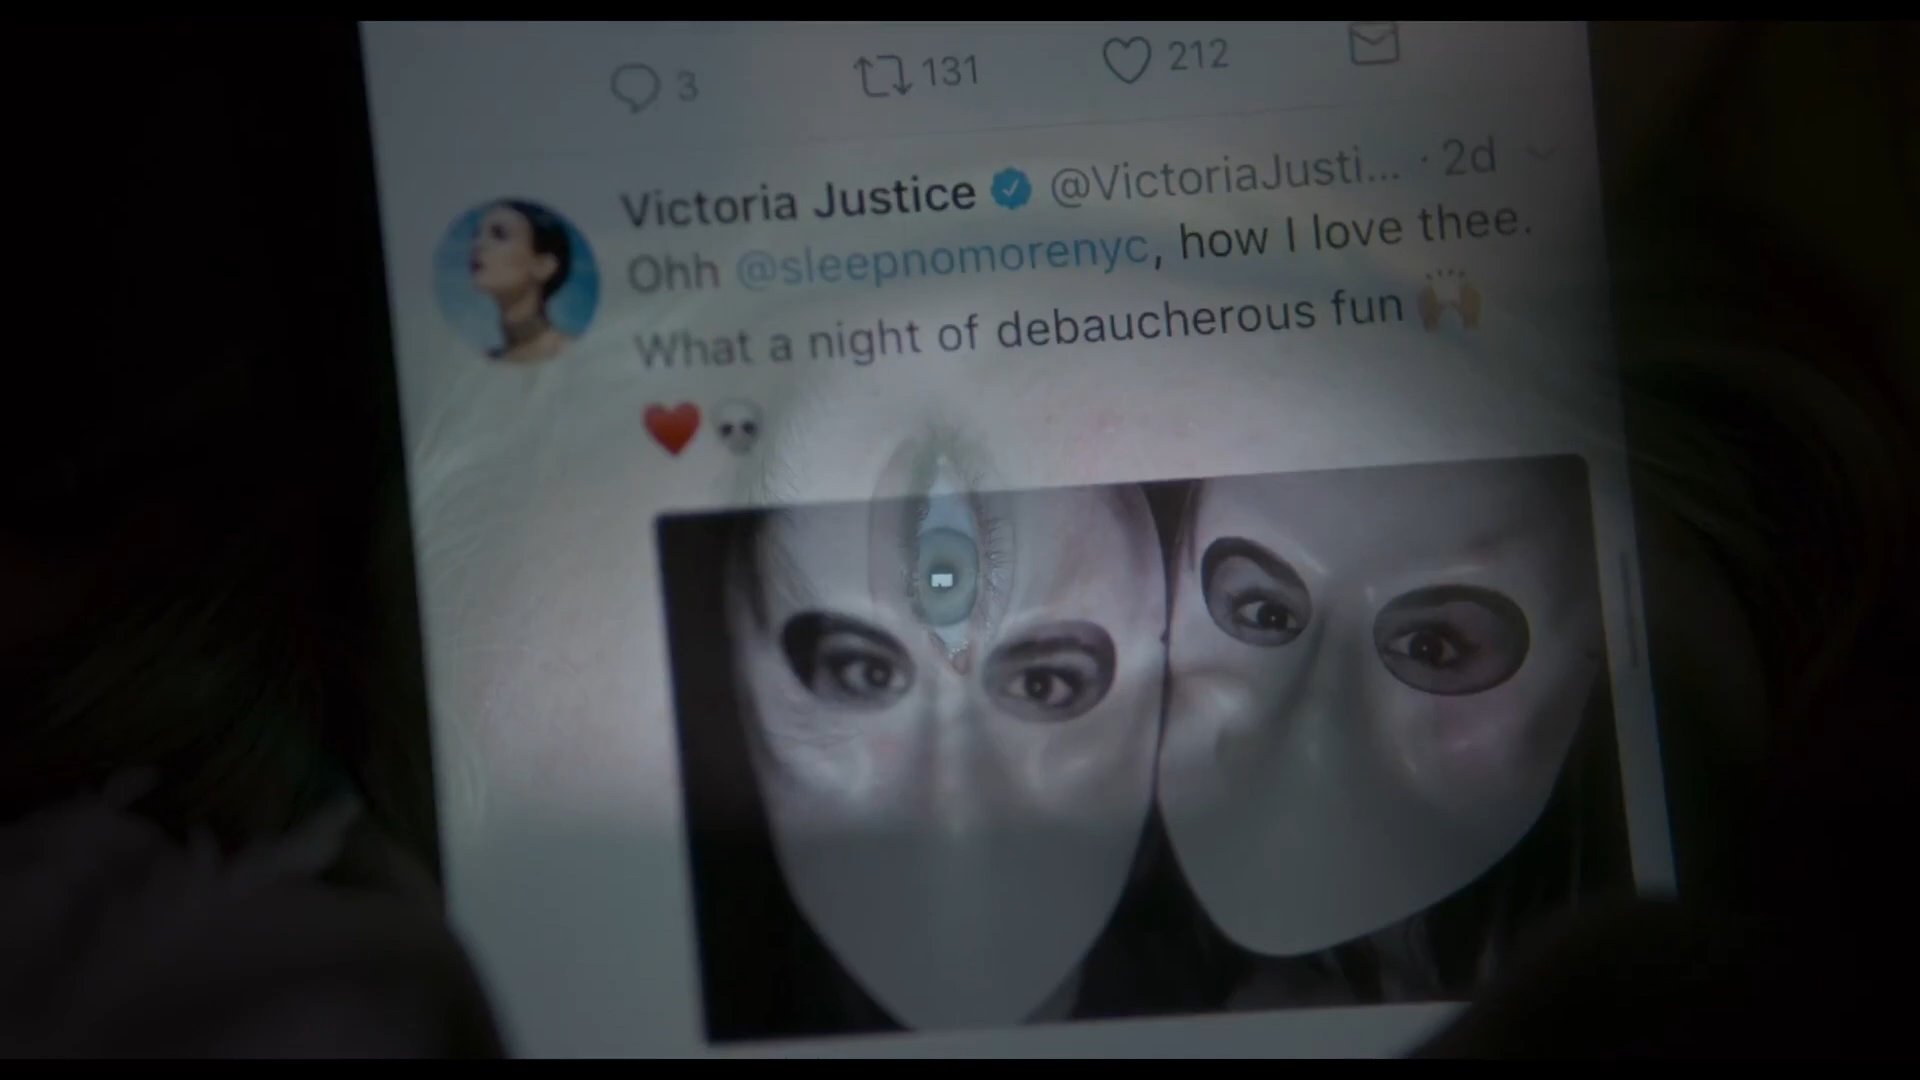 3 131 212
Victoria Justice @VictoriaJusti... · 2d
Ohh @sleepnomorenyc, how I love thee.
What a night of debaucherous fun 🙌
❤️💀